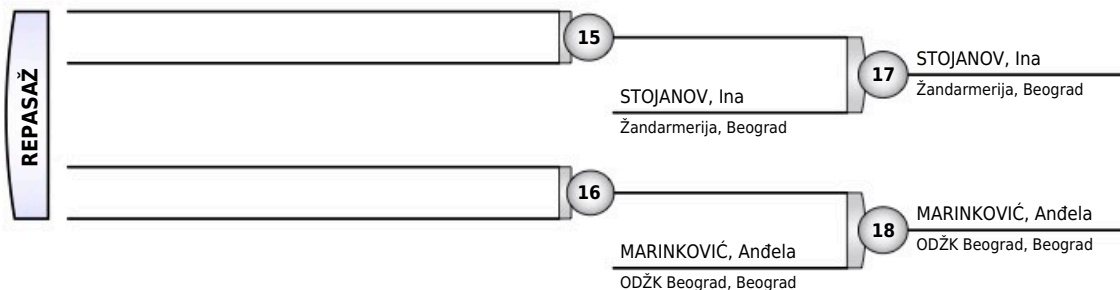 REPASAŽ
15
STOJANOV, Ina
Žandarmerija, Beograd
17
STOJANOV, Ina
Žandarmerija, Beograd
16
MARINKOVIĆ, Anđela
ODŽK Beograd, Beograd
18
MARINKOVIĆ, Anđela
ODŽK Beograd, Beograd